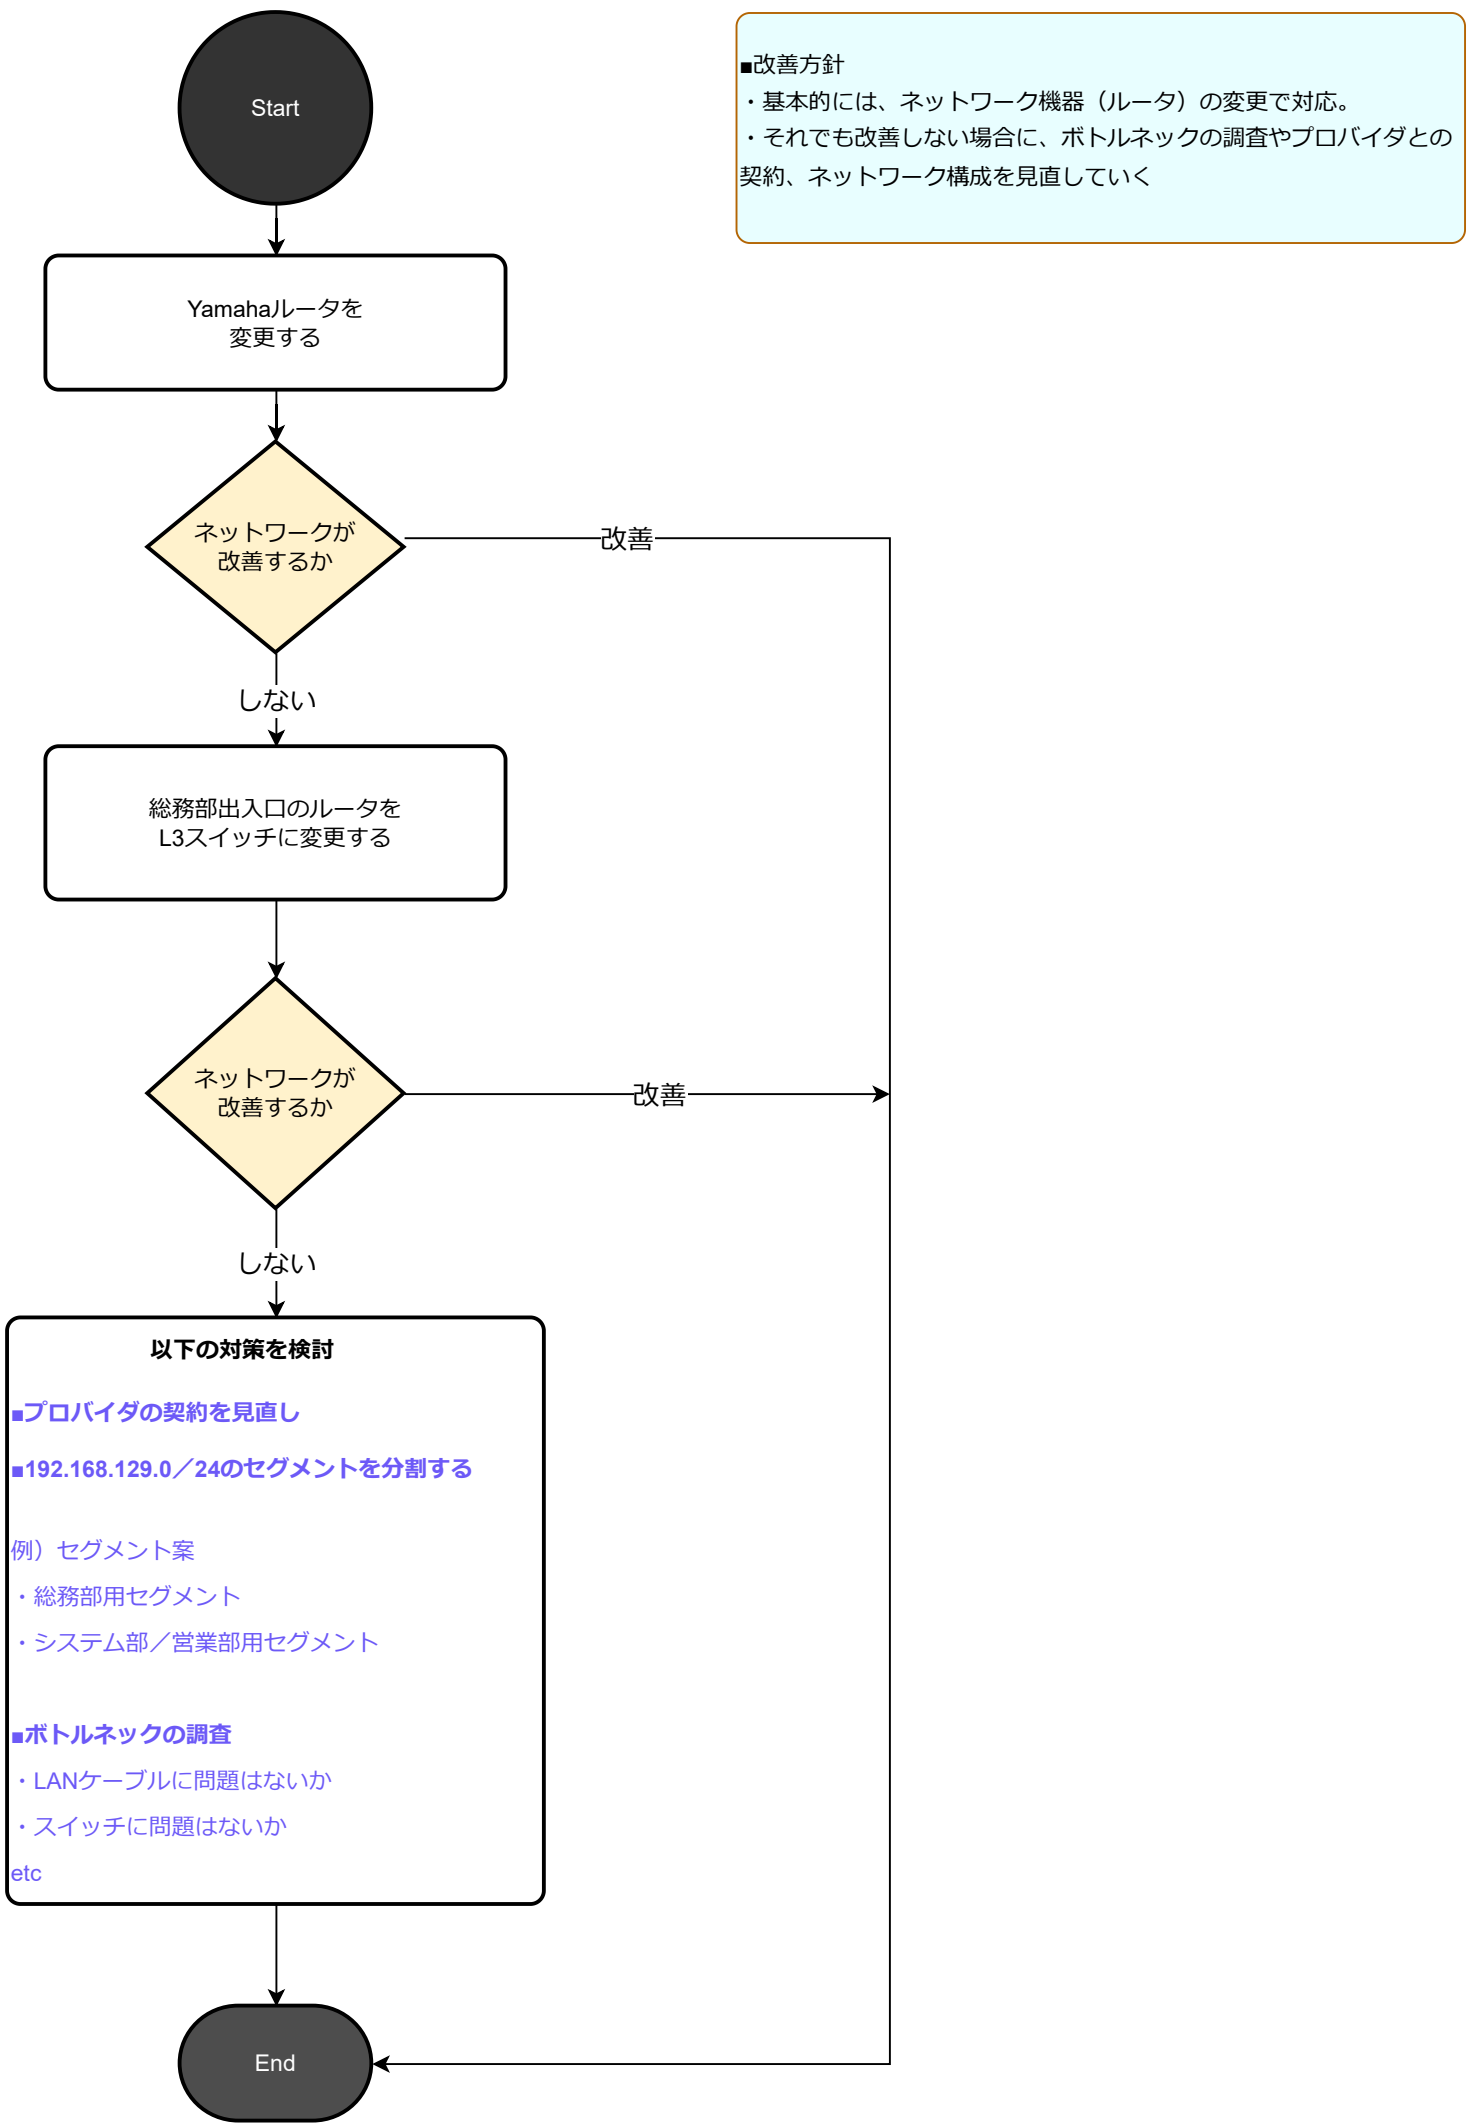 Start
■改善方針
・基本的には、ネットワーク機器（ルータ）の変更で対応。
・それでも改善しない場合に、ボトルネックの調査やプロバイダとの
契約、ネットワーク構成を見直していく
Yamahaルータを
変更する
ネットワークが
改善するか
改善
しない
総務部出入口のルータを
L3スイッチに変更する
ネットワークが
改善するか
改善
しない
以下の対策を検討
■プロバイダの契約を見直し
■192.168.129.0／24のセグメントを分割する
例）セグメント案
・総務部用セグメント
・システム部／営業部用セグメント
■ボトルネックの調査
・LANケーブルに問題はないか
・スイッチに問題はないか
etc
End